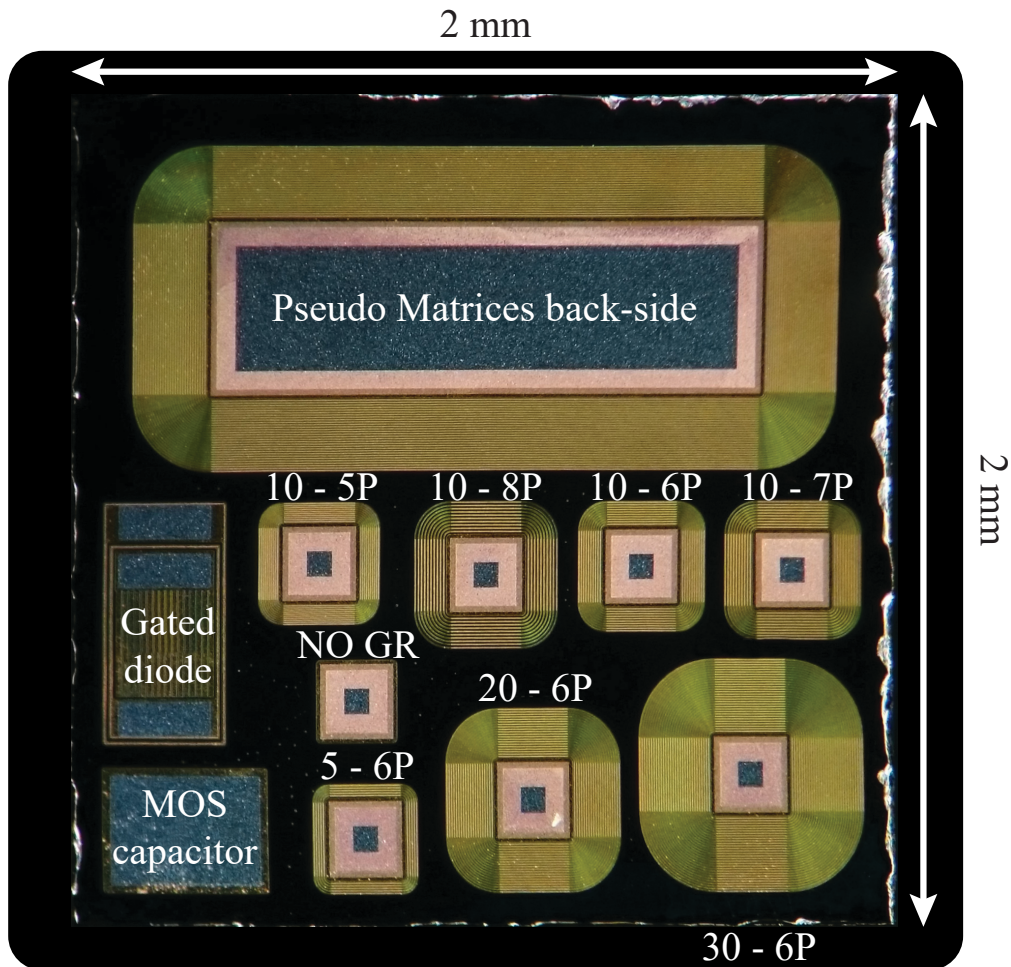 2 mm
Pseudo Matrices back-side
2 mm
10 - 5P
10 - 8P
10 - 6P
10 - 7P
Gated
diode
NO GR
20 - 6P
5 - 6P
MOS
capacitor
30 - 6P